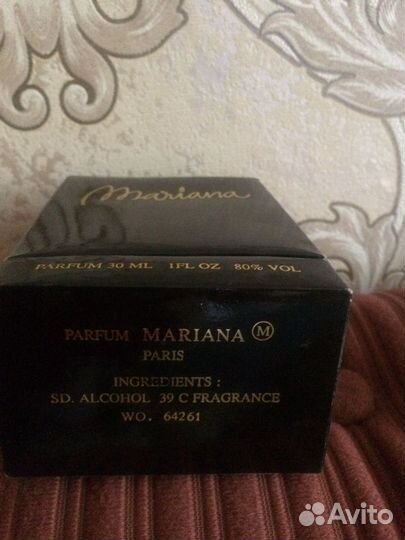 Mariana
PARFUM 30 ML 1FL OZ 80% VOL
PARFUM MARIANA M
PARIS
INGREDIENTS :
SD. ALCOHOL 39 C FRAGRANCE
WO. 64261
Avito